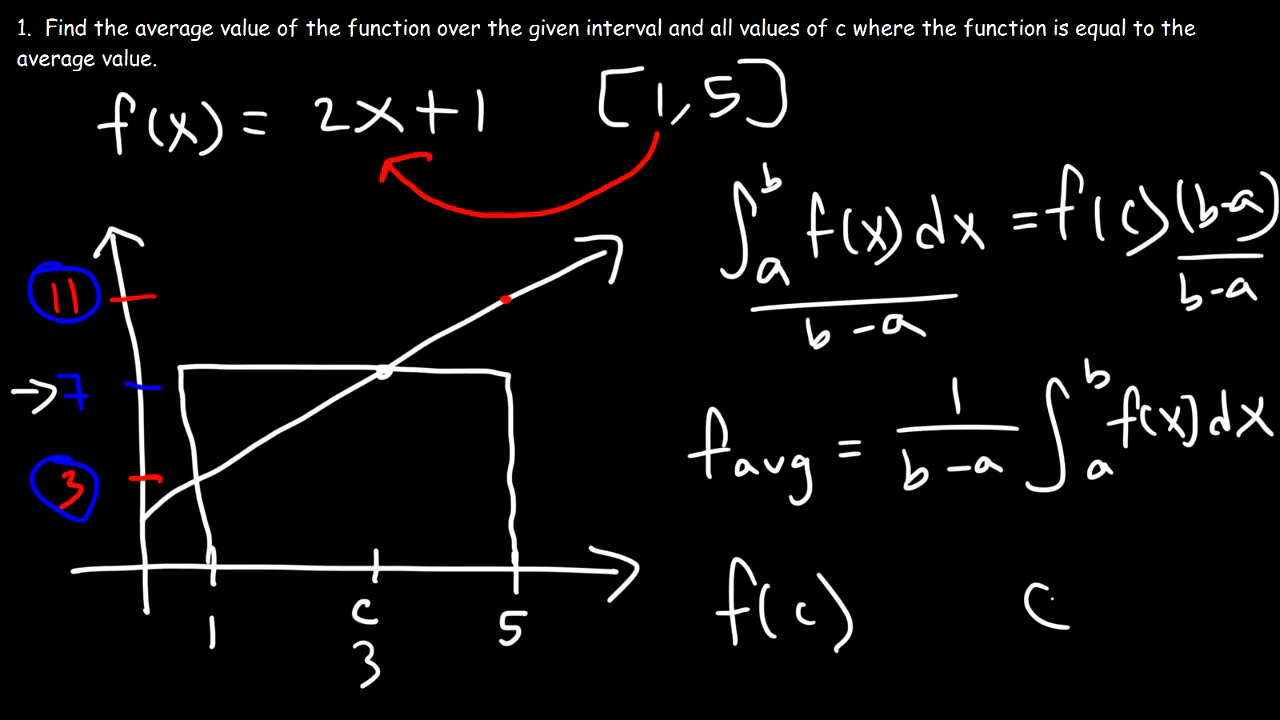 1. Find the average value of the function over the given interval and all values of c where the function is equal to the
average value.
f(x) = 2x+1 [1,5]
∫ₐᵇ f(x)dx = f(c)(b-a)
b-a b-a
11
→7
3
f avg = 1/(b-a) ∫ₐᵇ f(x)dx
1 c 5
3
f(c) c